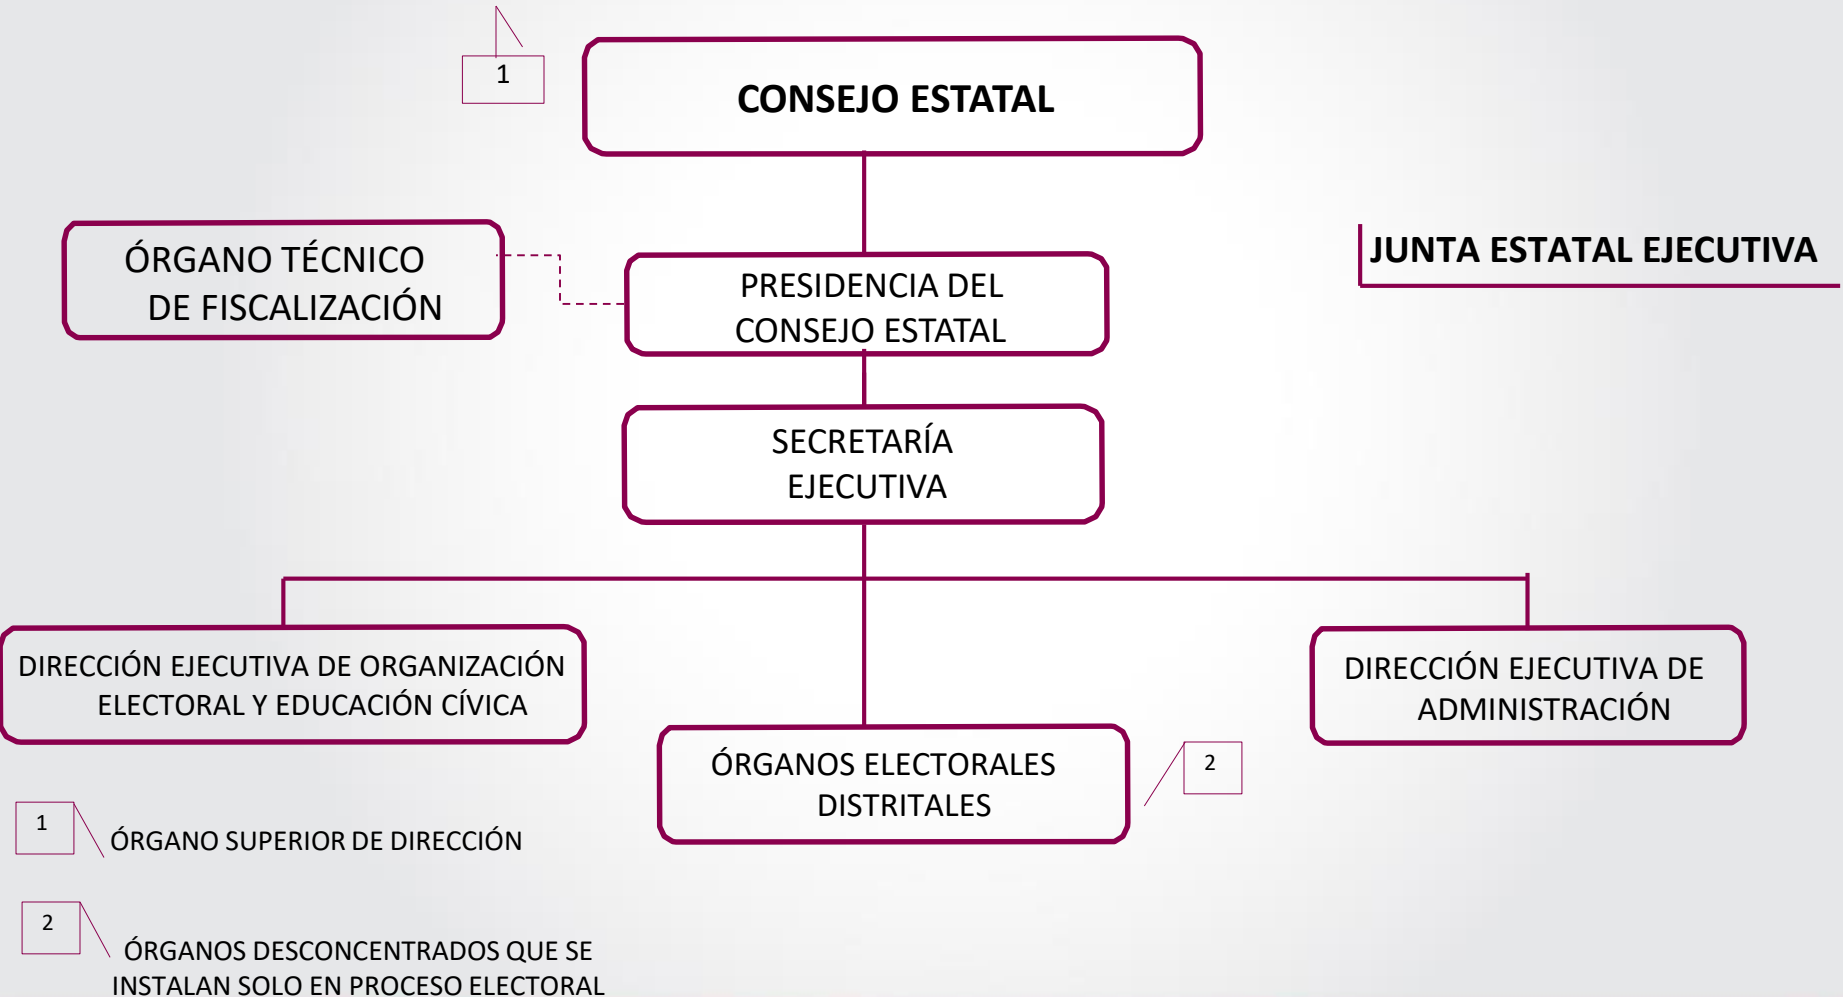 1
CONSEJO ESTATAL
ÓRGANO TÉCNICO
DE FISCALIZACIÓN
PRESIDENCIA DEL
CONSEJO ESTATAL
JUNTA ESTATAL EJECUTIVA
SECRETARÍA
EJECUTIVA
DIRECCIÓN EJECUTIVA DE ORGANIZACIÓN
ELECTORAL Y EDUCACIÓN CÍVICA
ÓRGANOS ELECTORALES
DISTRITALES
2
DIRECCIÓN EJECUTIVA DE
ADMINISTRACIÓN
1
ÓRGANO SUPERIOR DE DIRECCIÓN
2
ÓRGANOS DESCONCENTRADOS QUE SE
INSTALAN SOLO EN PROCESO ELECTORAL